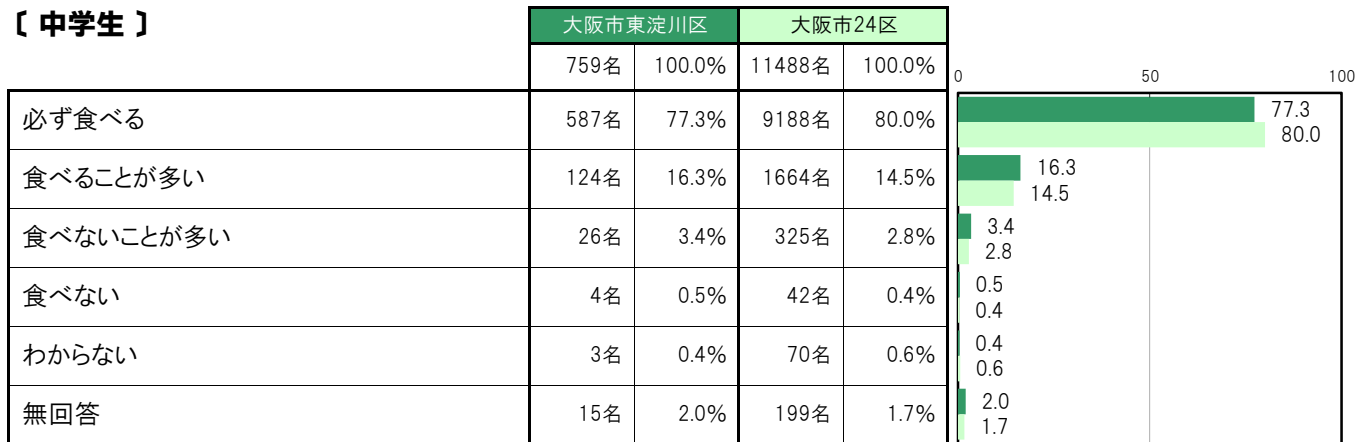 〔 中学生 〕
大阪市東淀川区 大阪市24区
759名 100.0% 11488名 100.0%
0 50 100
必ず食べる 587名 77.3% 9188名 80.0% 77.3
80.0
食べることが多い 124名 16.3% 1664名 14.5% 16.3
14.5
食べないことが多い 26名 3.4% 325名 2.8% 3.4
2.8
食べない 4名 0.5% 42名 0.4% 0.5
0.4
わからない 3名 0.4% 70名 0.6% 0.4
0.6
無回答 15名 2.0% 199名 1.7% 2.0
1.7